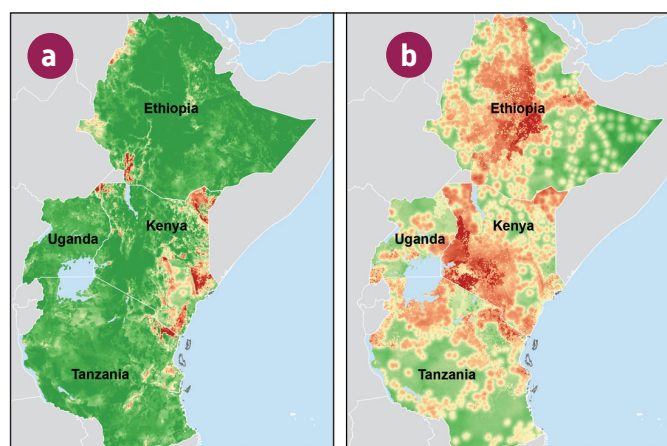 a
Ethiopia
Uganda
Kenya
Tanzania
b
Ethiopia
Uganda
Kenya
Tanzania